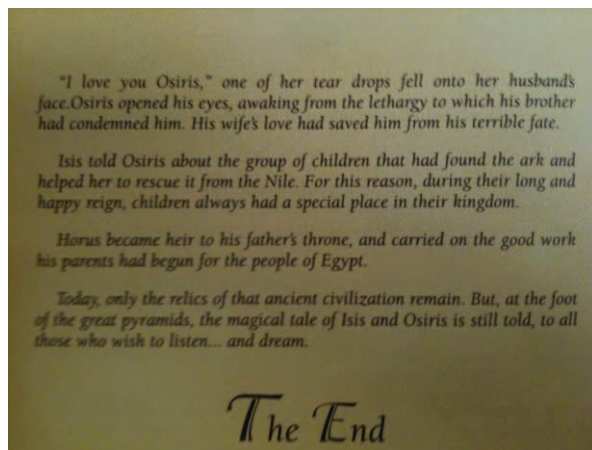 "I love you Osiris," one of her tear drops fell onto her husband's
face.Osiris opened his eyes, awaking from the lethargy to which his brother
had condemned him. His wife's love had saved him from his terrible fate.
Isis told Osiris about the group of children that had found the ark and
helped her to rescue it from the Nile. For this reason, during their long and
happy reign, children always had a special place in their kingdom.
Horus became heir to his father's throne, and carried on the good work
his parents had begun for the people of Egypt.
Today, only the relics of that ancient civilization remain. But, at the foot
of the great pyramids, the magical tale of Isis and Osiris is still told, to all
those who wish to listen... and dream.
The End